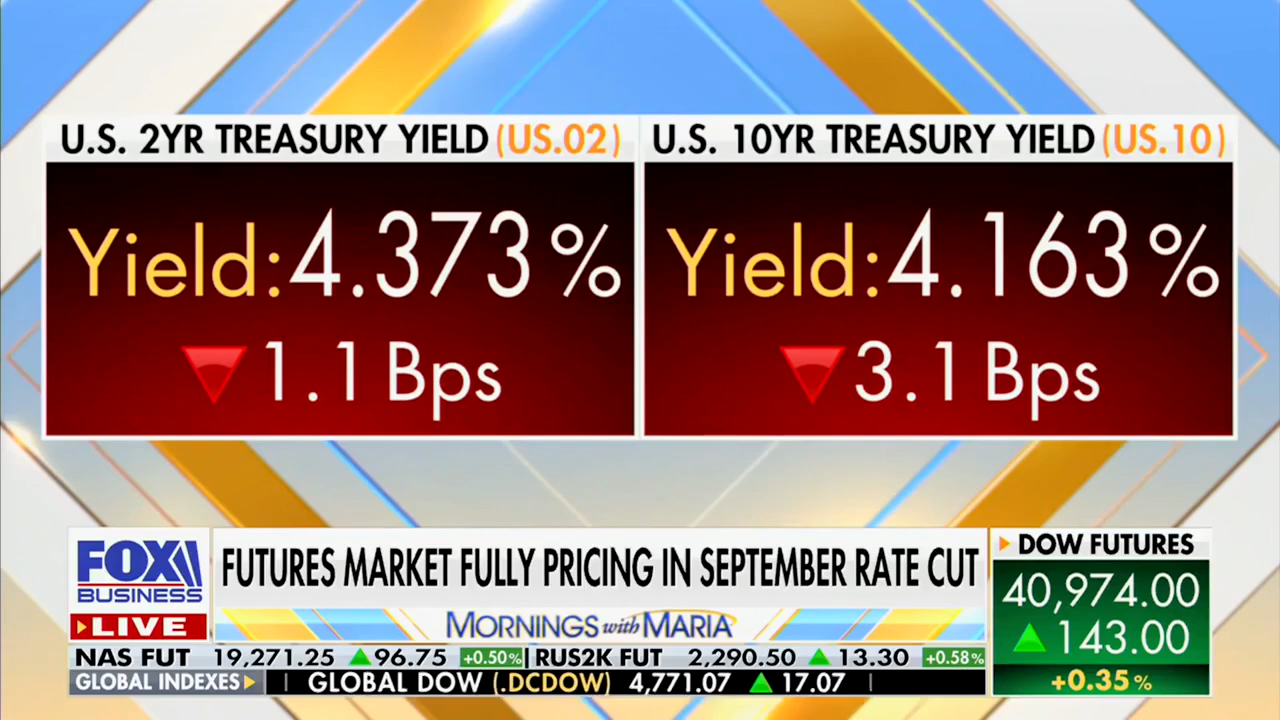 U.S. 2YR TREASURY YIELD (US.02)
Yield: 4.373%
▼ 1.1 Bps
U.S. 10YR TREASURY YIELD (US.10)
Yield: 4.163%
▼ 3.1 Bps
FOX
BUSINESS
LIVE
FUTURES MARKET FULLY PRICING IN SEPTEMBER RATE CUT
MORNINGS with MARIA
DOW FUTURES
40,974.00
▲ 143.00
+0.35%
NAS FUT 19,271.25 ▲ 96.75 +0.50% RUS2K FUT 2,290.50 ▲ 13.30 +0.58%
GLOBAL INDEXES GLOBAL DOW (.DCDOW) 4,771.07 ▲ 17.07